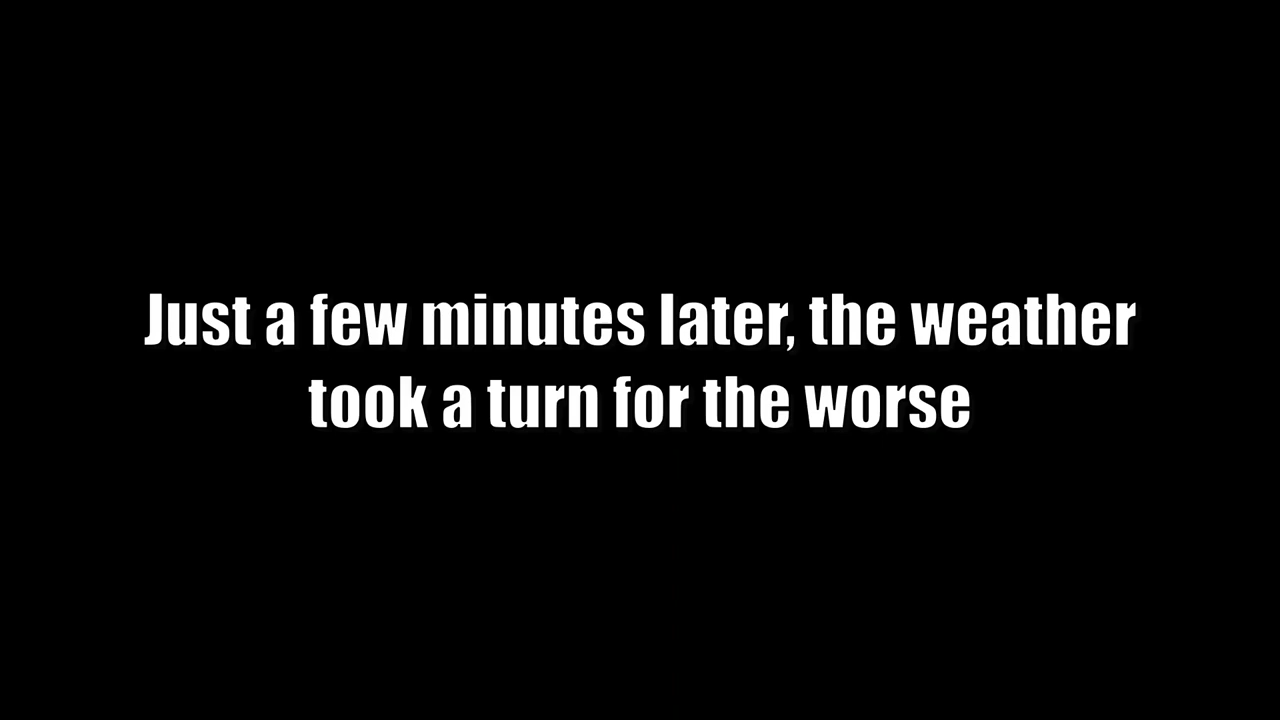 Just a few minutes later, the weather
took a turn for the worse